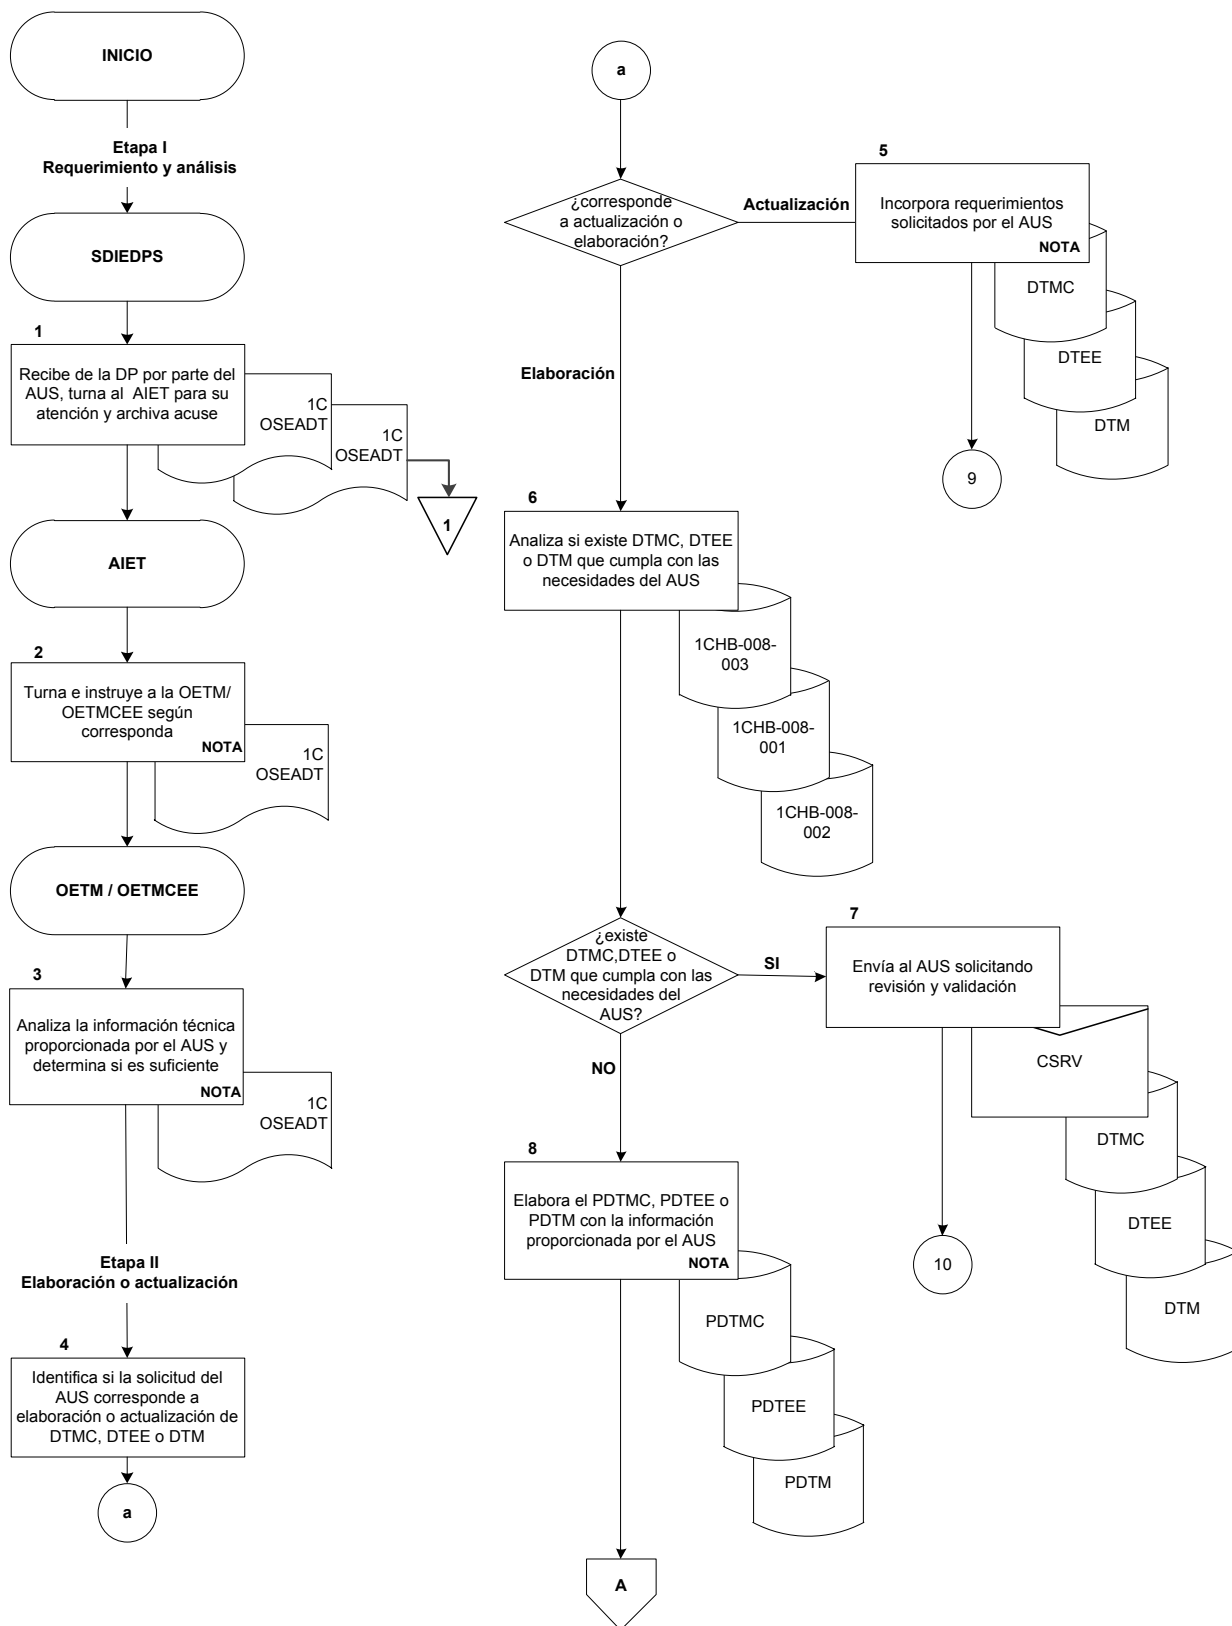 INICIO
Etapa I
Requerimiento y análisis
SDIEDPS
1
Recibe de la DP por parte del
AUS, turna al AIET para su
atención y archiva acuse
1C
OSEADT
1C
OSEADT
1
AIET
2
Turna e instruye a la OETM/
OETMCEE según
corresponda
NOTA
1C
OSEADT
OETM / OETMCEE
3
Analiza la información técnica
proporcionada por el AUS y
determina si es suficiente
NOTA
1C
OSEADT
Etapa II
Elaboración o actualización
4
Identifica si la solicitud del
AUS corresponde a
elaboración o actualización de
DTMC, DTEE o DTM
a
a
¿corresponde
a actualización o
elaboración?
Actualización
5
Incorpora requerimientos
solicitados por el AUS
NOTA
DTMC
DTEE
DTM
9
Elaboración
6
Analiza si existe DTMC, DTEE
o DTM que cumpla con las
necesidades del AUS
1CHB-008-
003
1CHB-008-
001
1CHB-008-
002
¿existe
DTMC,DTEE o
DTM que cumpla con las
necesidades del
AUS?
SI
7
Envía al AUS solicitando
revisión y validación
CSRV
DTMC
DTEE
DTM
10
NO
8
Elabora el PDTMC, PDTEE o
PDTM con la información
proporcionada por el AUS
NOTA
PDTMC
PDTEE
PDTM
A